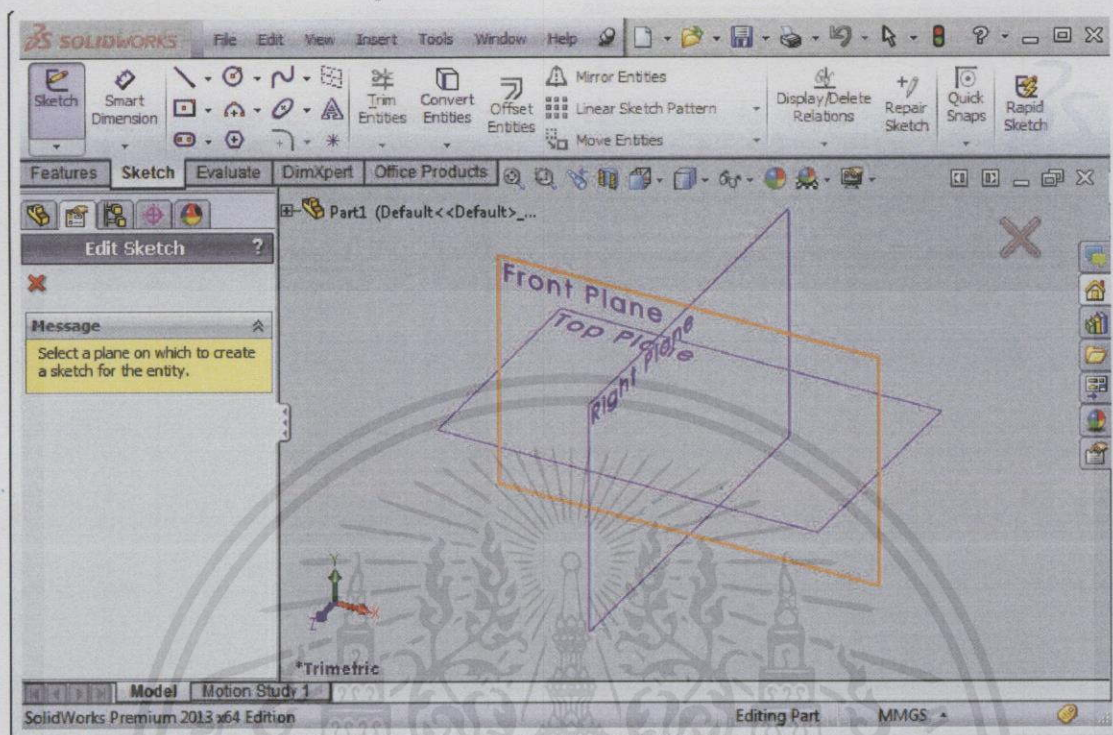 SOLIDWORKS File Edit View Insert Tools Window Help
Sketch
Smart Dimension
Trim Entities
Convert Entities
Offset Entities
Mirror Entities
Linear Sketch Pattern
Move Entities
Display/Delete Relations
Repair Sketch
Quick Snaps
Rapid Sketch
Features Sketch Evaluate DimXpert Office Products
Part1 (Default<<Default>_...
Edit Sketch ?
Message
Select a plane on which to create
a sketch for the entity.
Front Plane
Top Plane
Right Plane
Y
X
Z
*Trimetric
Model Motion Study 1
SolidWorks Premium 2013 x64 Edition Editing Part MMGS